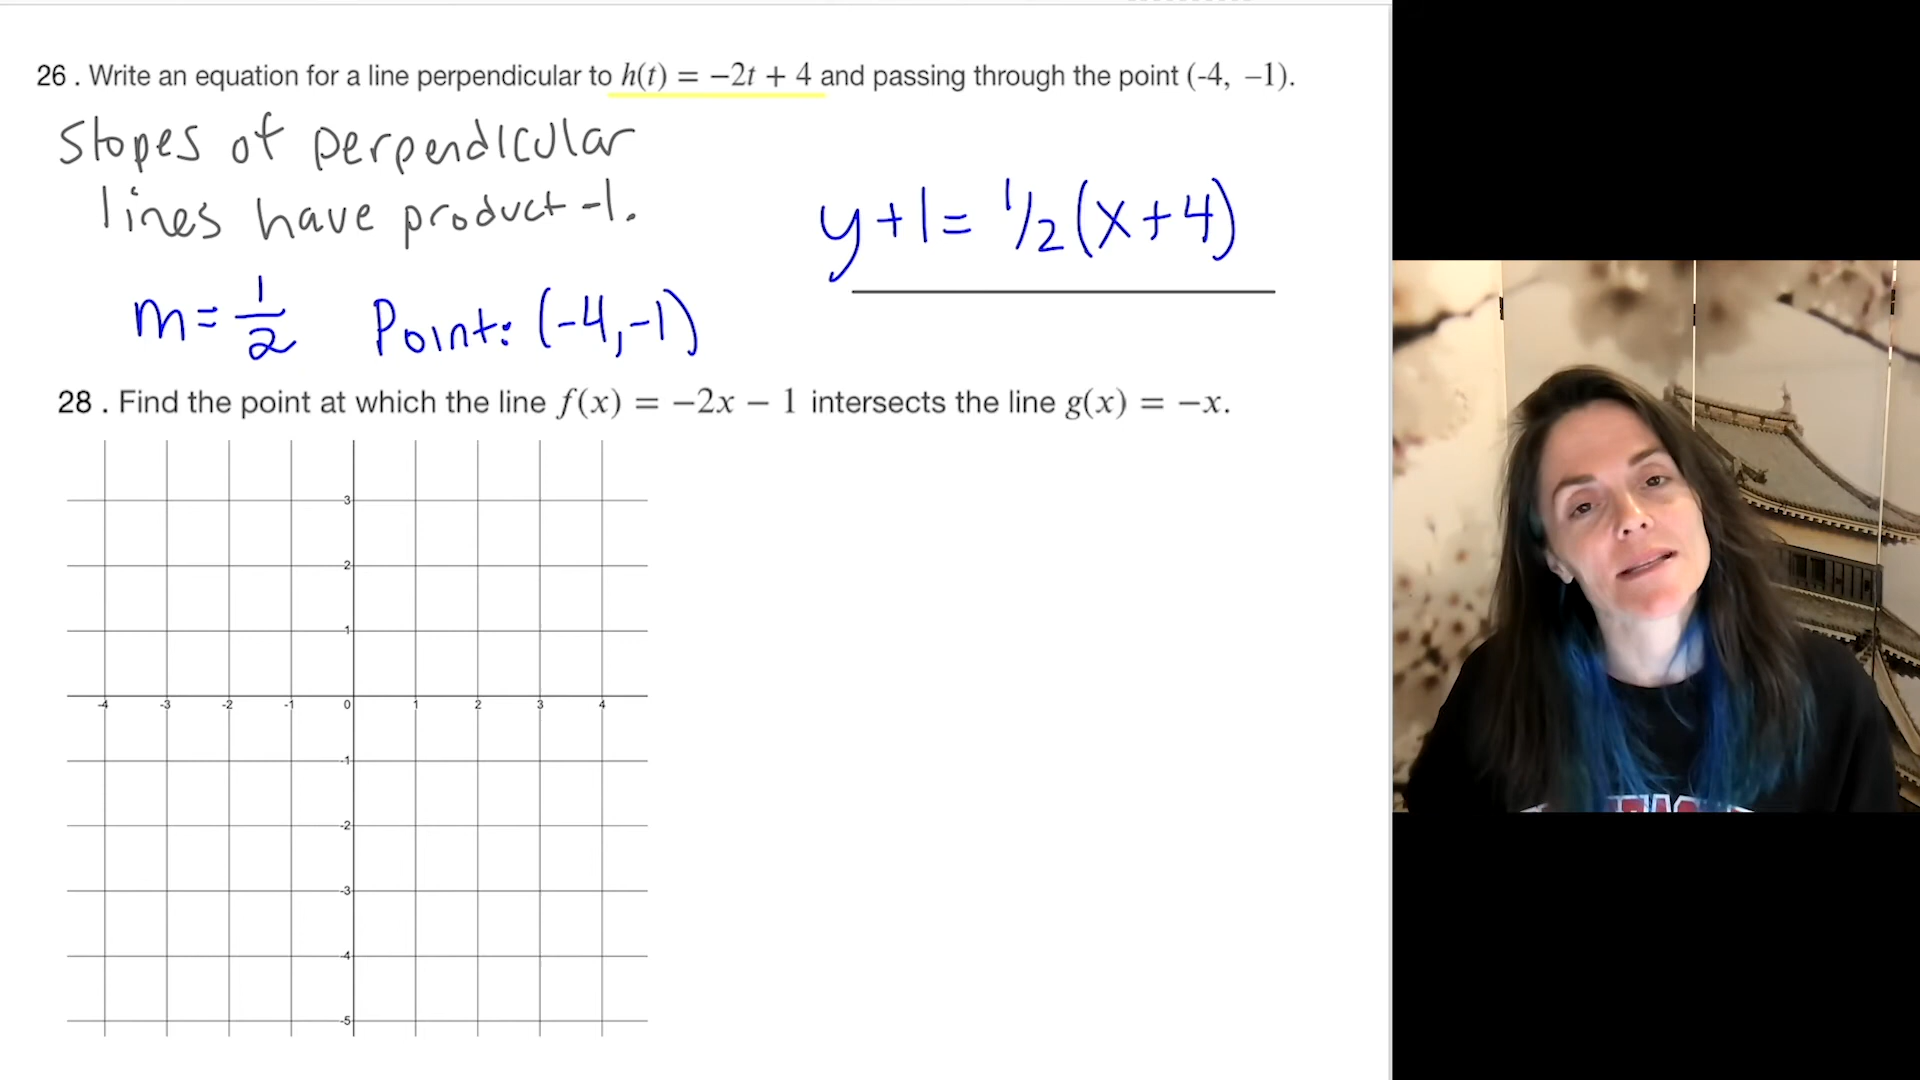 26 . Write an equation for a line perpendicular to h(t) = −2t + 4 and passing through the point (-4, −1).
Slopes of perpendicular
lines have product -1.
y+1= 1/2(x+4)
m= 1/2 Point: (-4,-1)
28 . Find the point at which the line f(x) = −2x − 1 intersects the line g(x) = −x.
3
2
1
-4 -3 -2 -1 0 1 2 3 4
-1
-2
-3
-4
-5